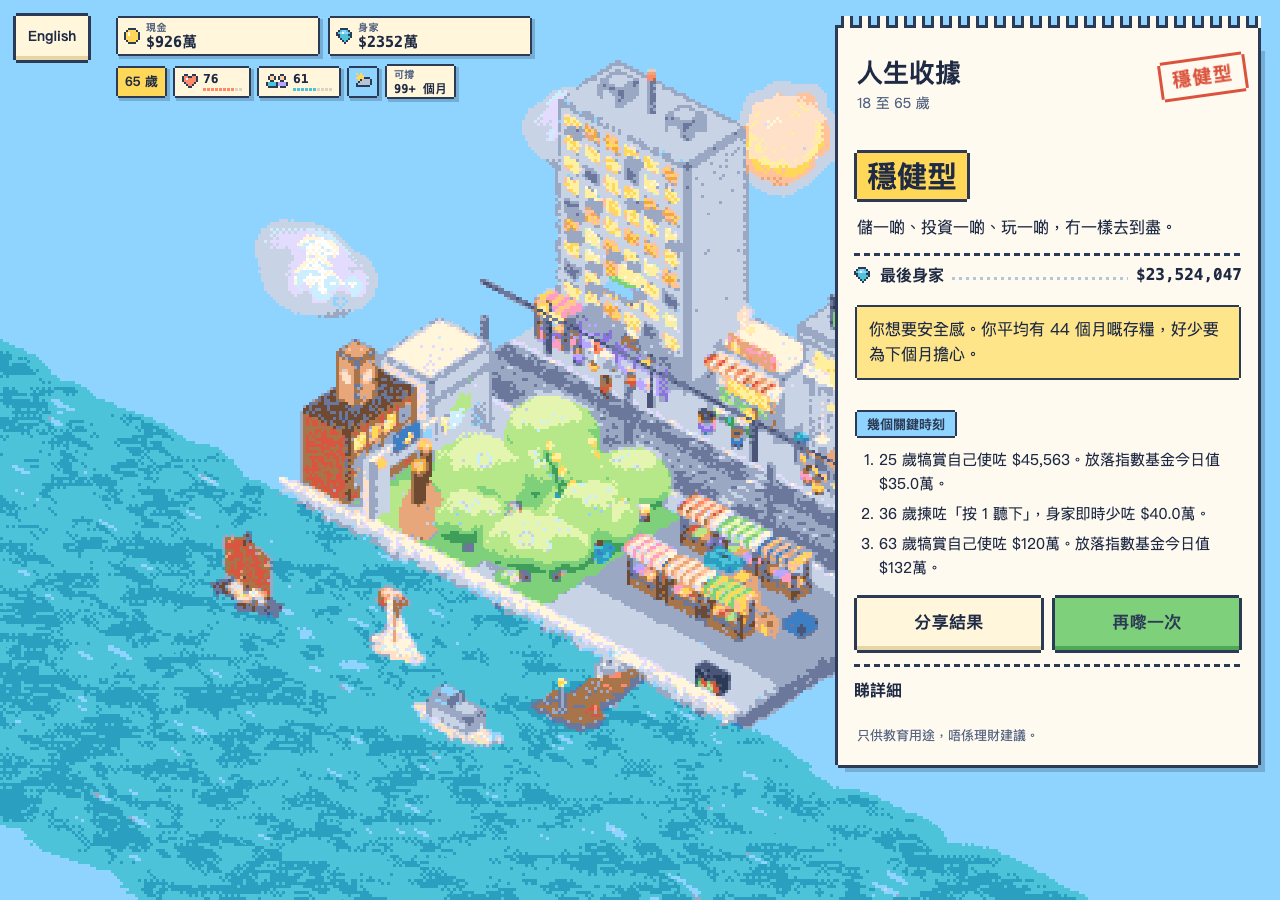 English
現金
$926萬
身家
$2352萬
65 歲
76
61
可撐
99+ 個月
人生收據
18 至 65 歲
穩健型
穩健型
儲一啲、投資一啲、玩一啲，冇一樣去到盡。
最後身家 $23,524,047
你想要安全感。你平均有 44 個月嘅存糧，好少要
為下個月擔心。
幾個關鍵時刻
1. 25 歲犒賞自己使咗 $45,563。放落指數基金今日值
$35.0萬。
2. 36 歲揀咗「按 1 聽下」，身家即時少咗 $40.0萬。
3. 63 歲犒賞自己使咗 $120萬。放落指數基金今日值
$132萬。
分享結果
再嚟一次
睇詳細
只供教育用途，唔係理財建議。